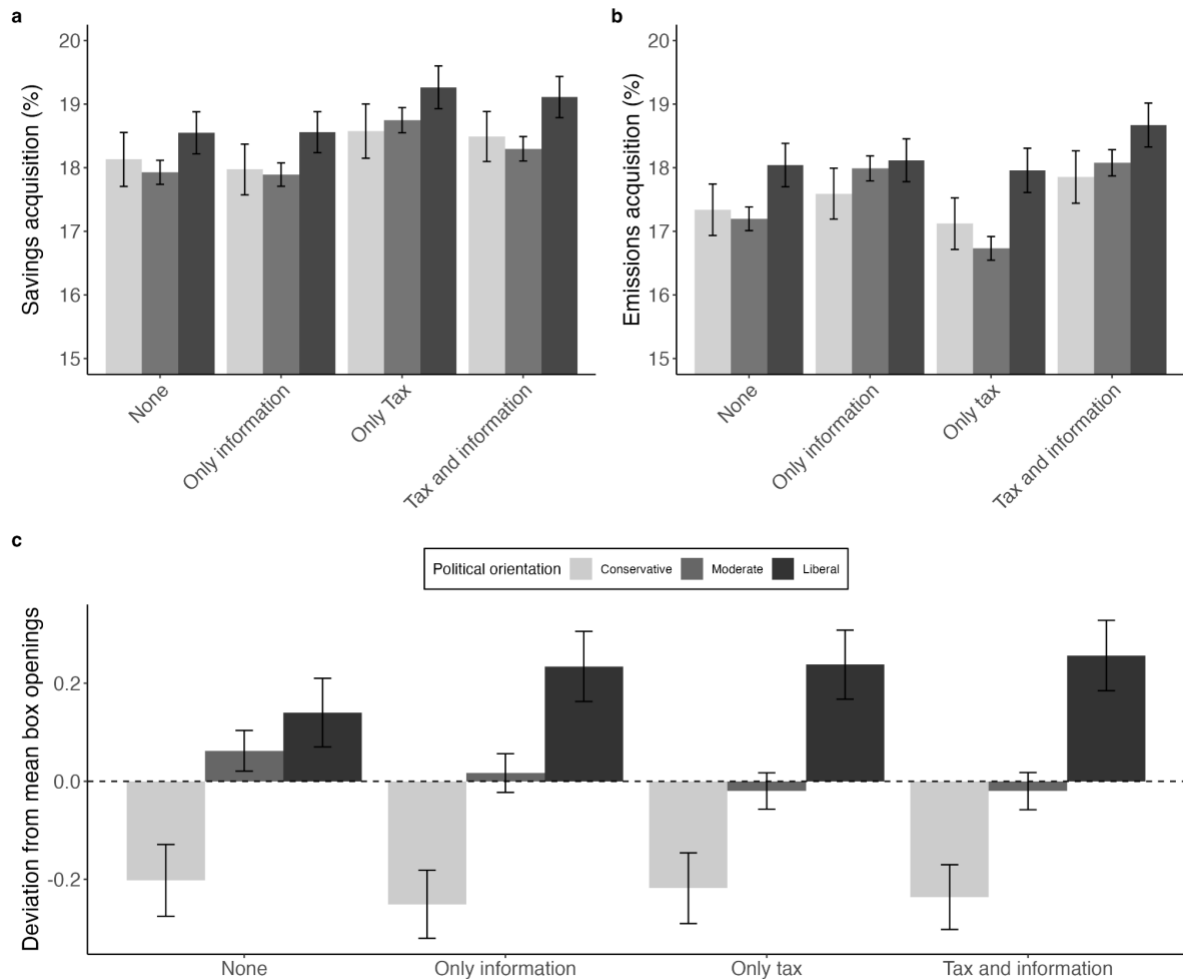 a
Savings acquisition (%)
20
19
18
17
16
15
None
Only information
Only Tax
Tax and information
b
Emissions acquisition (%)
20
19
18
17
16
15
None
Only information
Only tax
Tax and information
c
Political orientation Conservative Moderate Liberal
Deviation from mean box openings
0.2
0.0
-0.2
None
Only information
Only tax
Tax and information